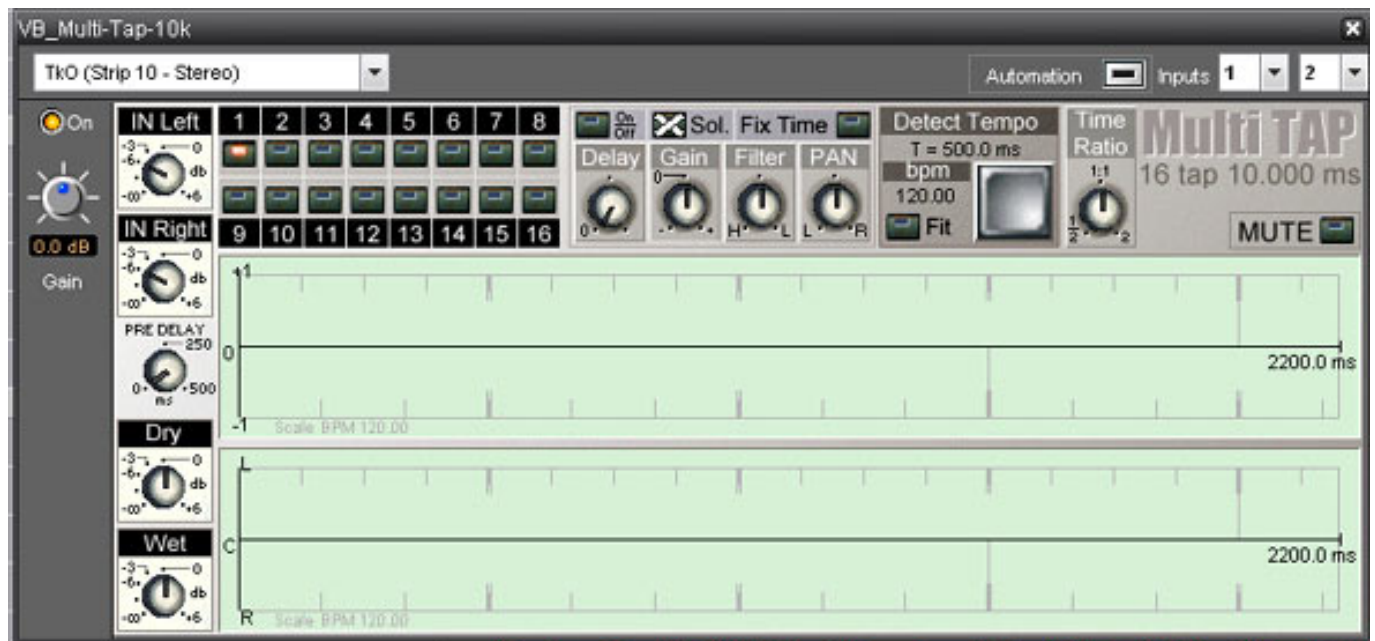 VB_Multi-Tap-10k
TkO (Strip 10 - Stereo)
Automation Inputs 1 2
On
0.0 dB
Gain
IN Left
-3 0
-6
db
-∞ +6
IN Right
-3 0
-6
db
-∞ +6
PRE DELAY
250
0 500
ms
Dry
-3 0
-6
db
-∞ +6
Wet
-3 0
-6
db
-∞ +6
1 2 3 4 5 6 7 8
9 10 11 12 13 14 15 16
On
Off
Sol. Fix Time
Delay Gain Filter PAN
0
0 - + H L L R
Detect Tempo
T = 500.0 ms
bpm
120.00
Fit
Time
Ratio
1:1
1/2 2
Multi TAP
16 tap 10.000 ms
MUTE
+1
0
2200.0 ms
-1
Scale BPM 120.00
L
C
2200.0 ms
R
Scale BPM 120.00